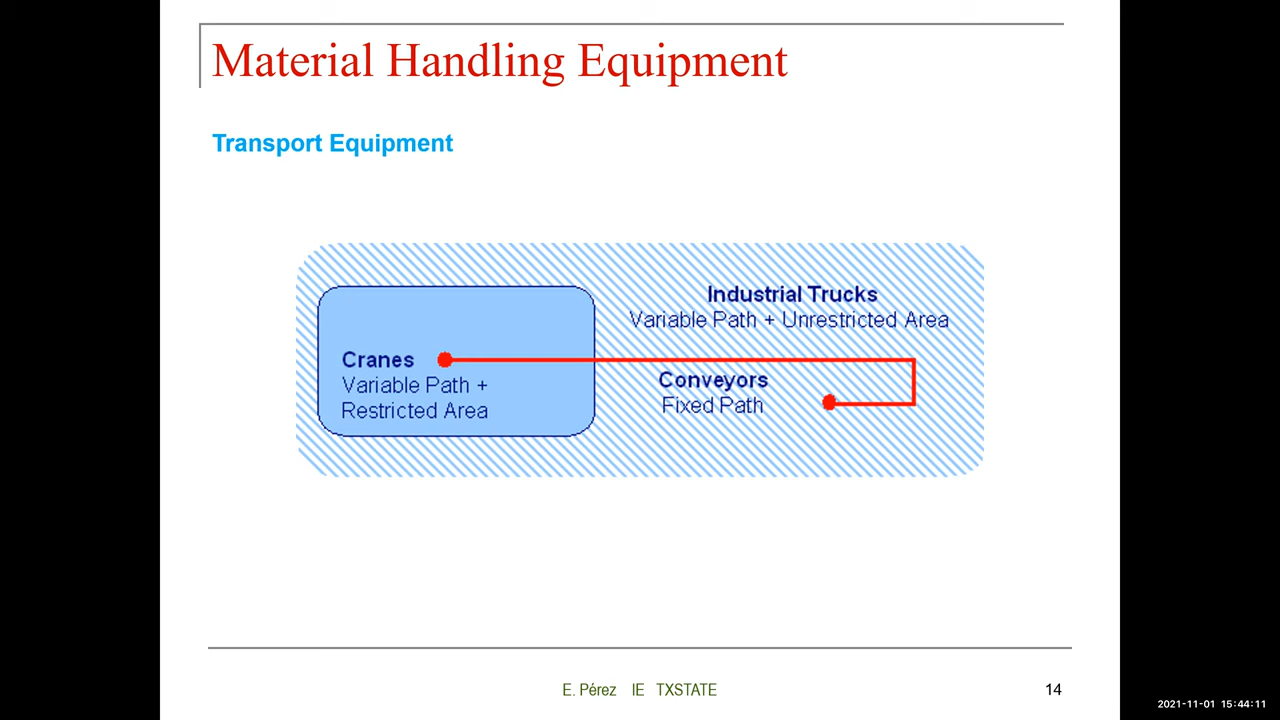 Material Handling Equipment
Transport Equipment
Industrial Trucks
Variable Path + Unrestricted Area
Cranes
Variable Path +
Restricted Area
Conveyors
Fixed Path
E. Pérez IE TXSTATE
14
2021-11-01 15:44:11